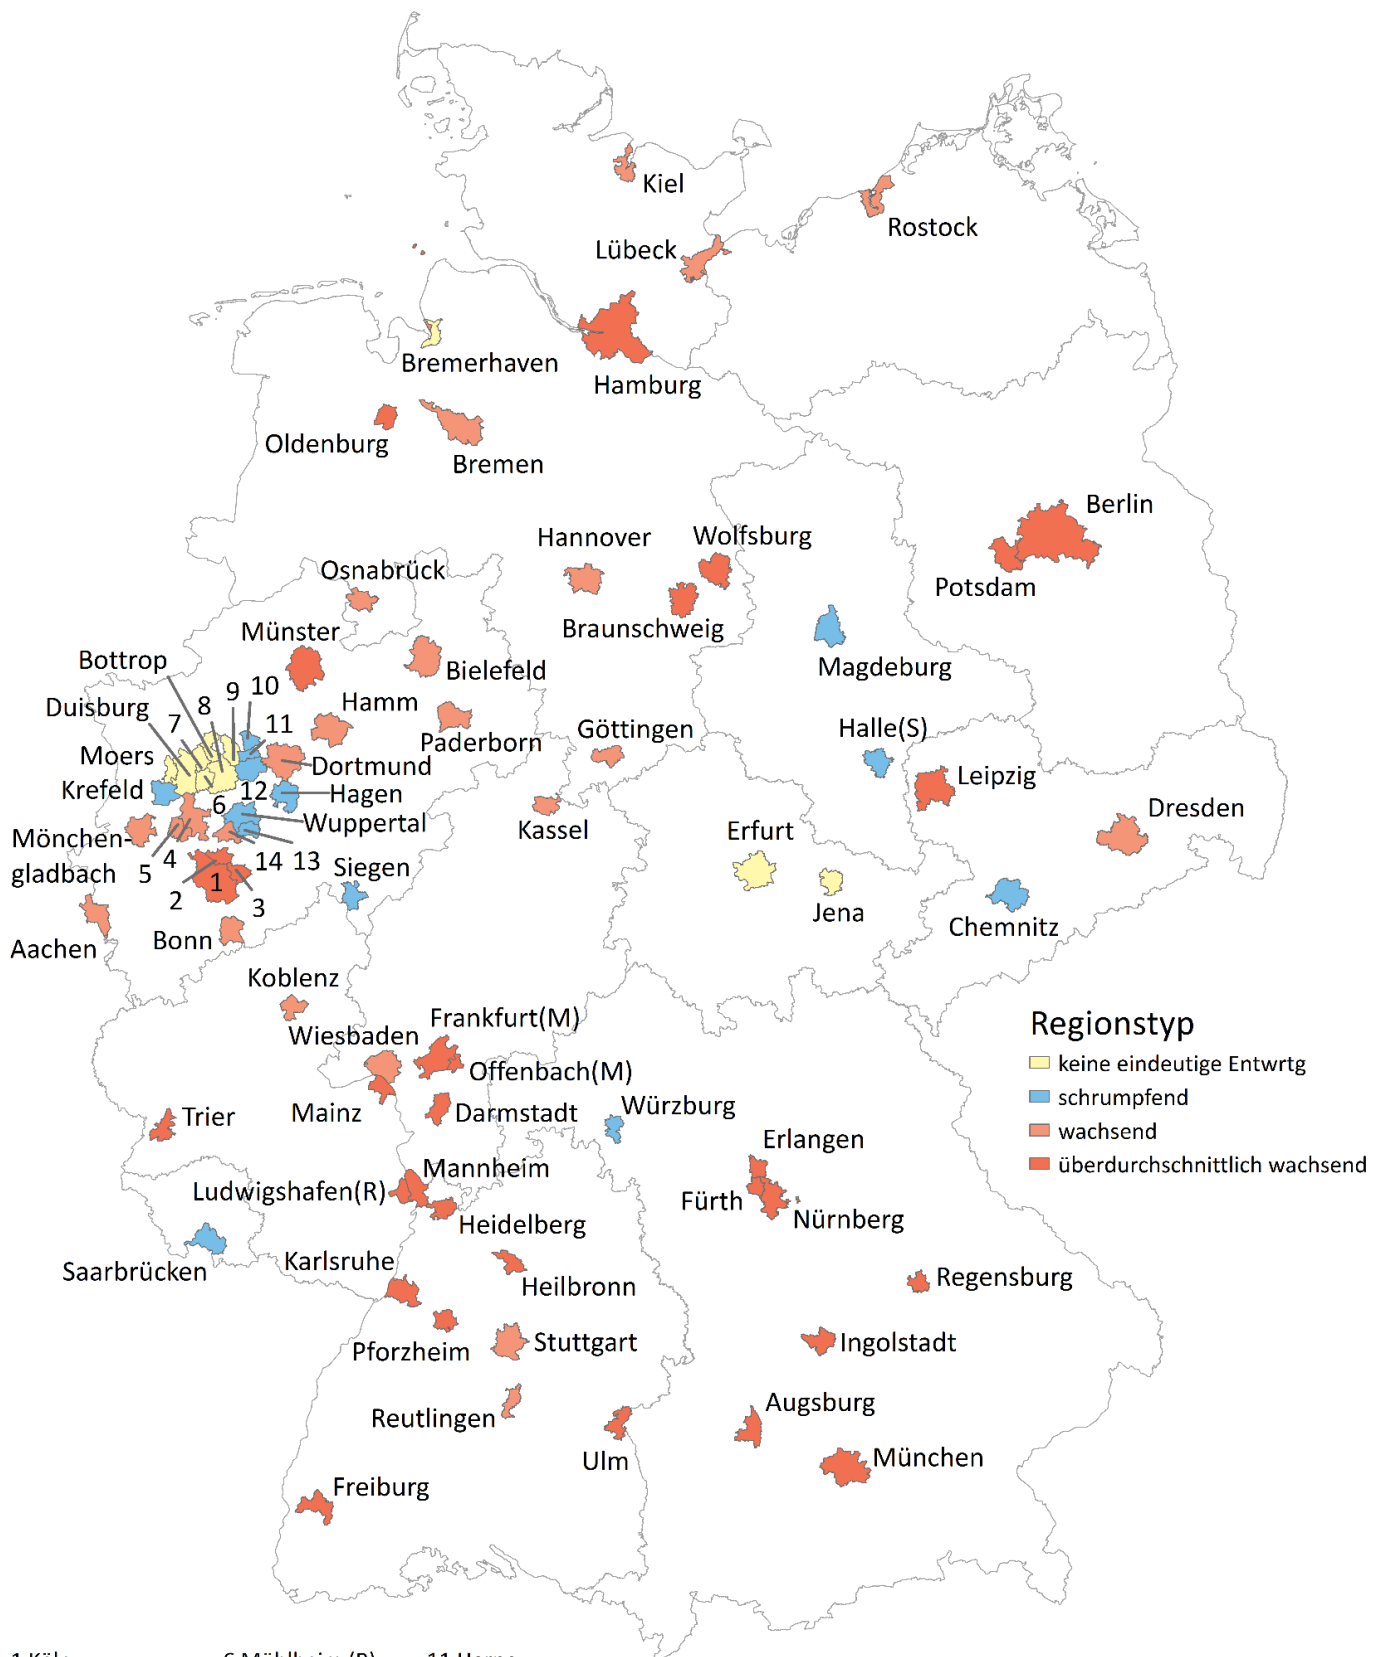 Kiel
Rostock
Lübeck
Bremerhaven
Hamburg
Oldenburg
Bremen
Berlin
Hannover
Wolfsburg
Osnabrück
Potsdam
Braunschweig
Münster
Bottrop
Bielefeld
Magdeburg
9
10
Hamm
Duisburg
8
7
11
Göttingen
Halle(S)
Paderborn
Moers
Dortmund
Leipzig
Krefeld
6
12
Hagen
Dresden
Wuppertal
Kassel
Erfurt
Mönchen-
gladbach
5
4
14
13
Siegen
2
1
3
Jena
Chemnitz
Aachen
Bonn
Koblenz
Frankfurt(M)
Wiesbaden
Offenbach(M)
Mainz
Darmstadt
Trier
Würzburg
Erlangen
Mannheim
Ludwigshafen(R)
Fürth
Nürnberg
Heidelberg
Saarbrücken
Karlsruhe
Heilbronn
Regensburg
Pforzheim
Stuttgart
Ingolstadt
Reutlingen
Augsburg
Ulm
München
Freiburg
Regionstyp
keine eindeutige Entwrtg
schrumpfend
wachsend
überdurchschnittlich wachsend